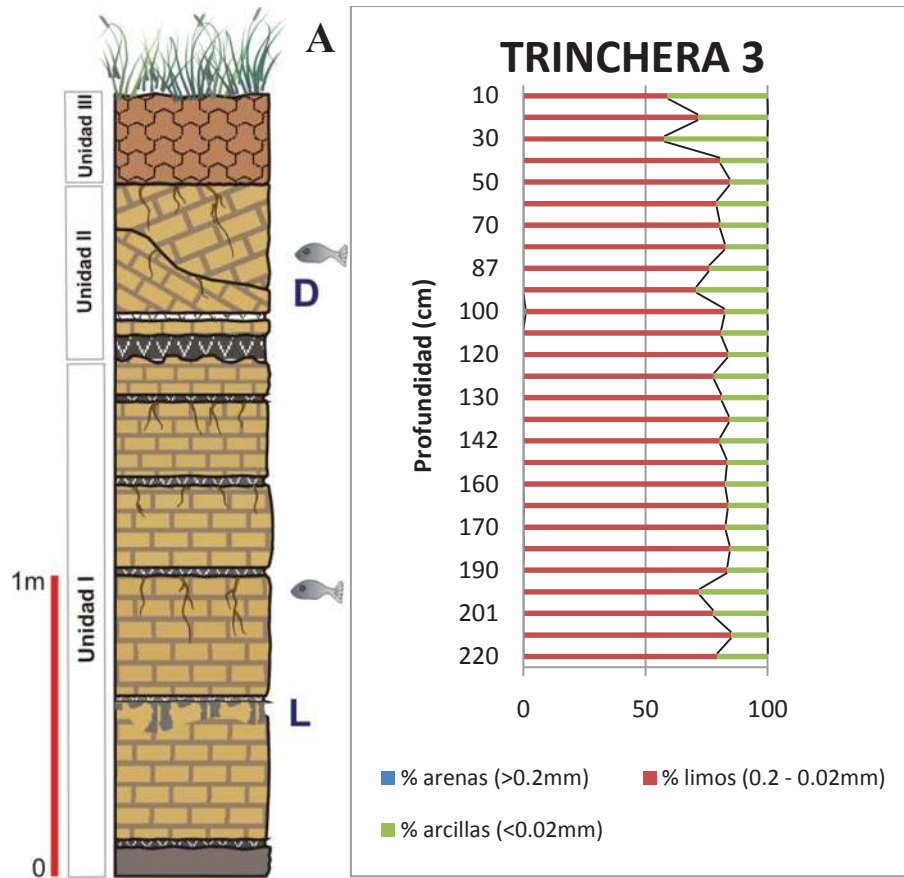 A
Unidad III
Unidad II
D
Unidad I
1m
L
0
TRINCHERA 3
Profundidad (cm)
10
30
50
70
87
100
120
130
142
160
170
190
201
220
0 50 100
% arenas (>0.2mm) % limos (0.2 - 0.02mm)
% arcillas (<0.02mm)